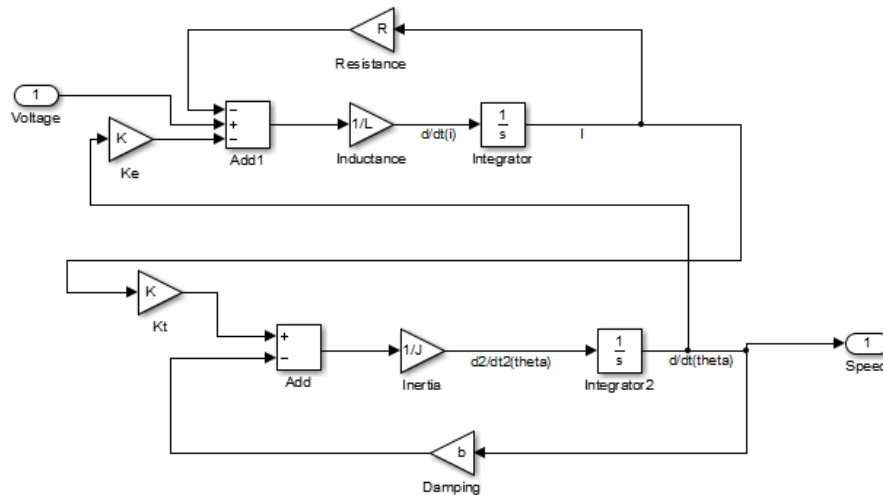 R
Resistance
1
Voltage
−
+
−
Add1
1/L
Inductance
d/dt(i)
1
s
Integrator
I
K
Ke
K
Kt
+
−
Add
1/J
Inertia
d2/dt2(theta)
1
s
Integrator2
d/dt(theta)
1
Speed
b
Damping